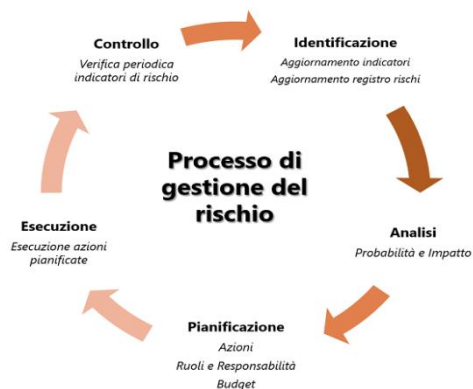 Controllo
Verifica periodica
indicatori di rischio
Identificazione
Aggiornamento indicatori
Aggiornamento registro rischi
Processo di
gestione del
rischio
Analisi
Probabilità e Impatto
Pianificazione
Azioni
Ruoli e Responsabilità
Budget
Esecuzione
Esecuzione azioni
pianificate